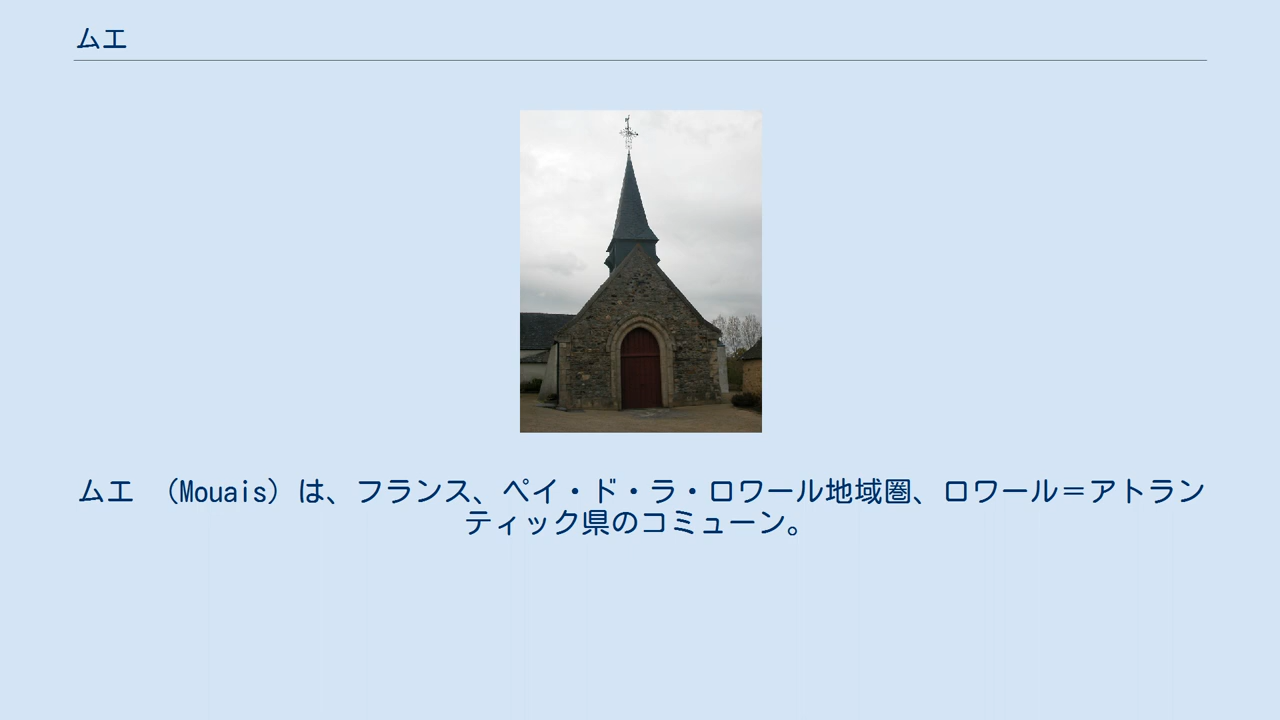 ムエ
ムエ （Mouais）は、フランス、ペイ・ド・ラ・ロワール地域圏、ロワール＝アトラン
ティック県のコミューン。